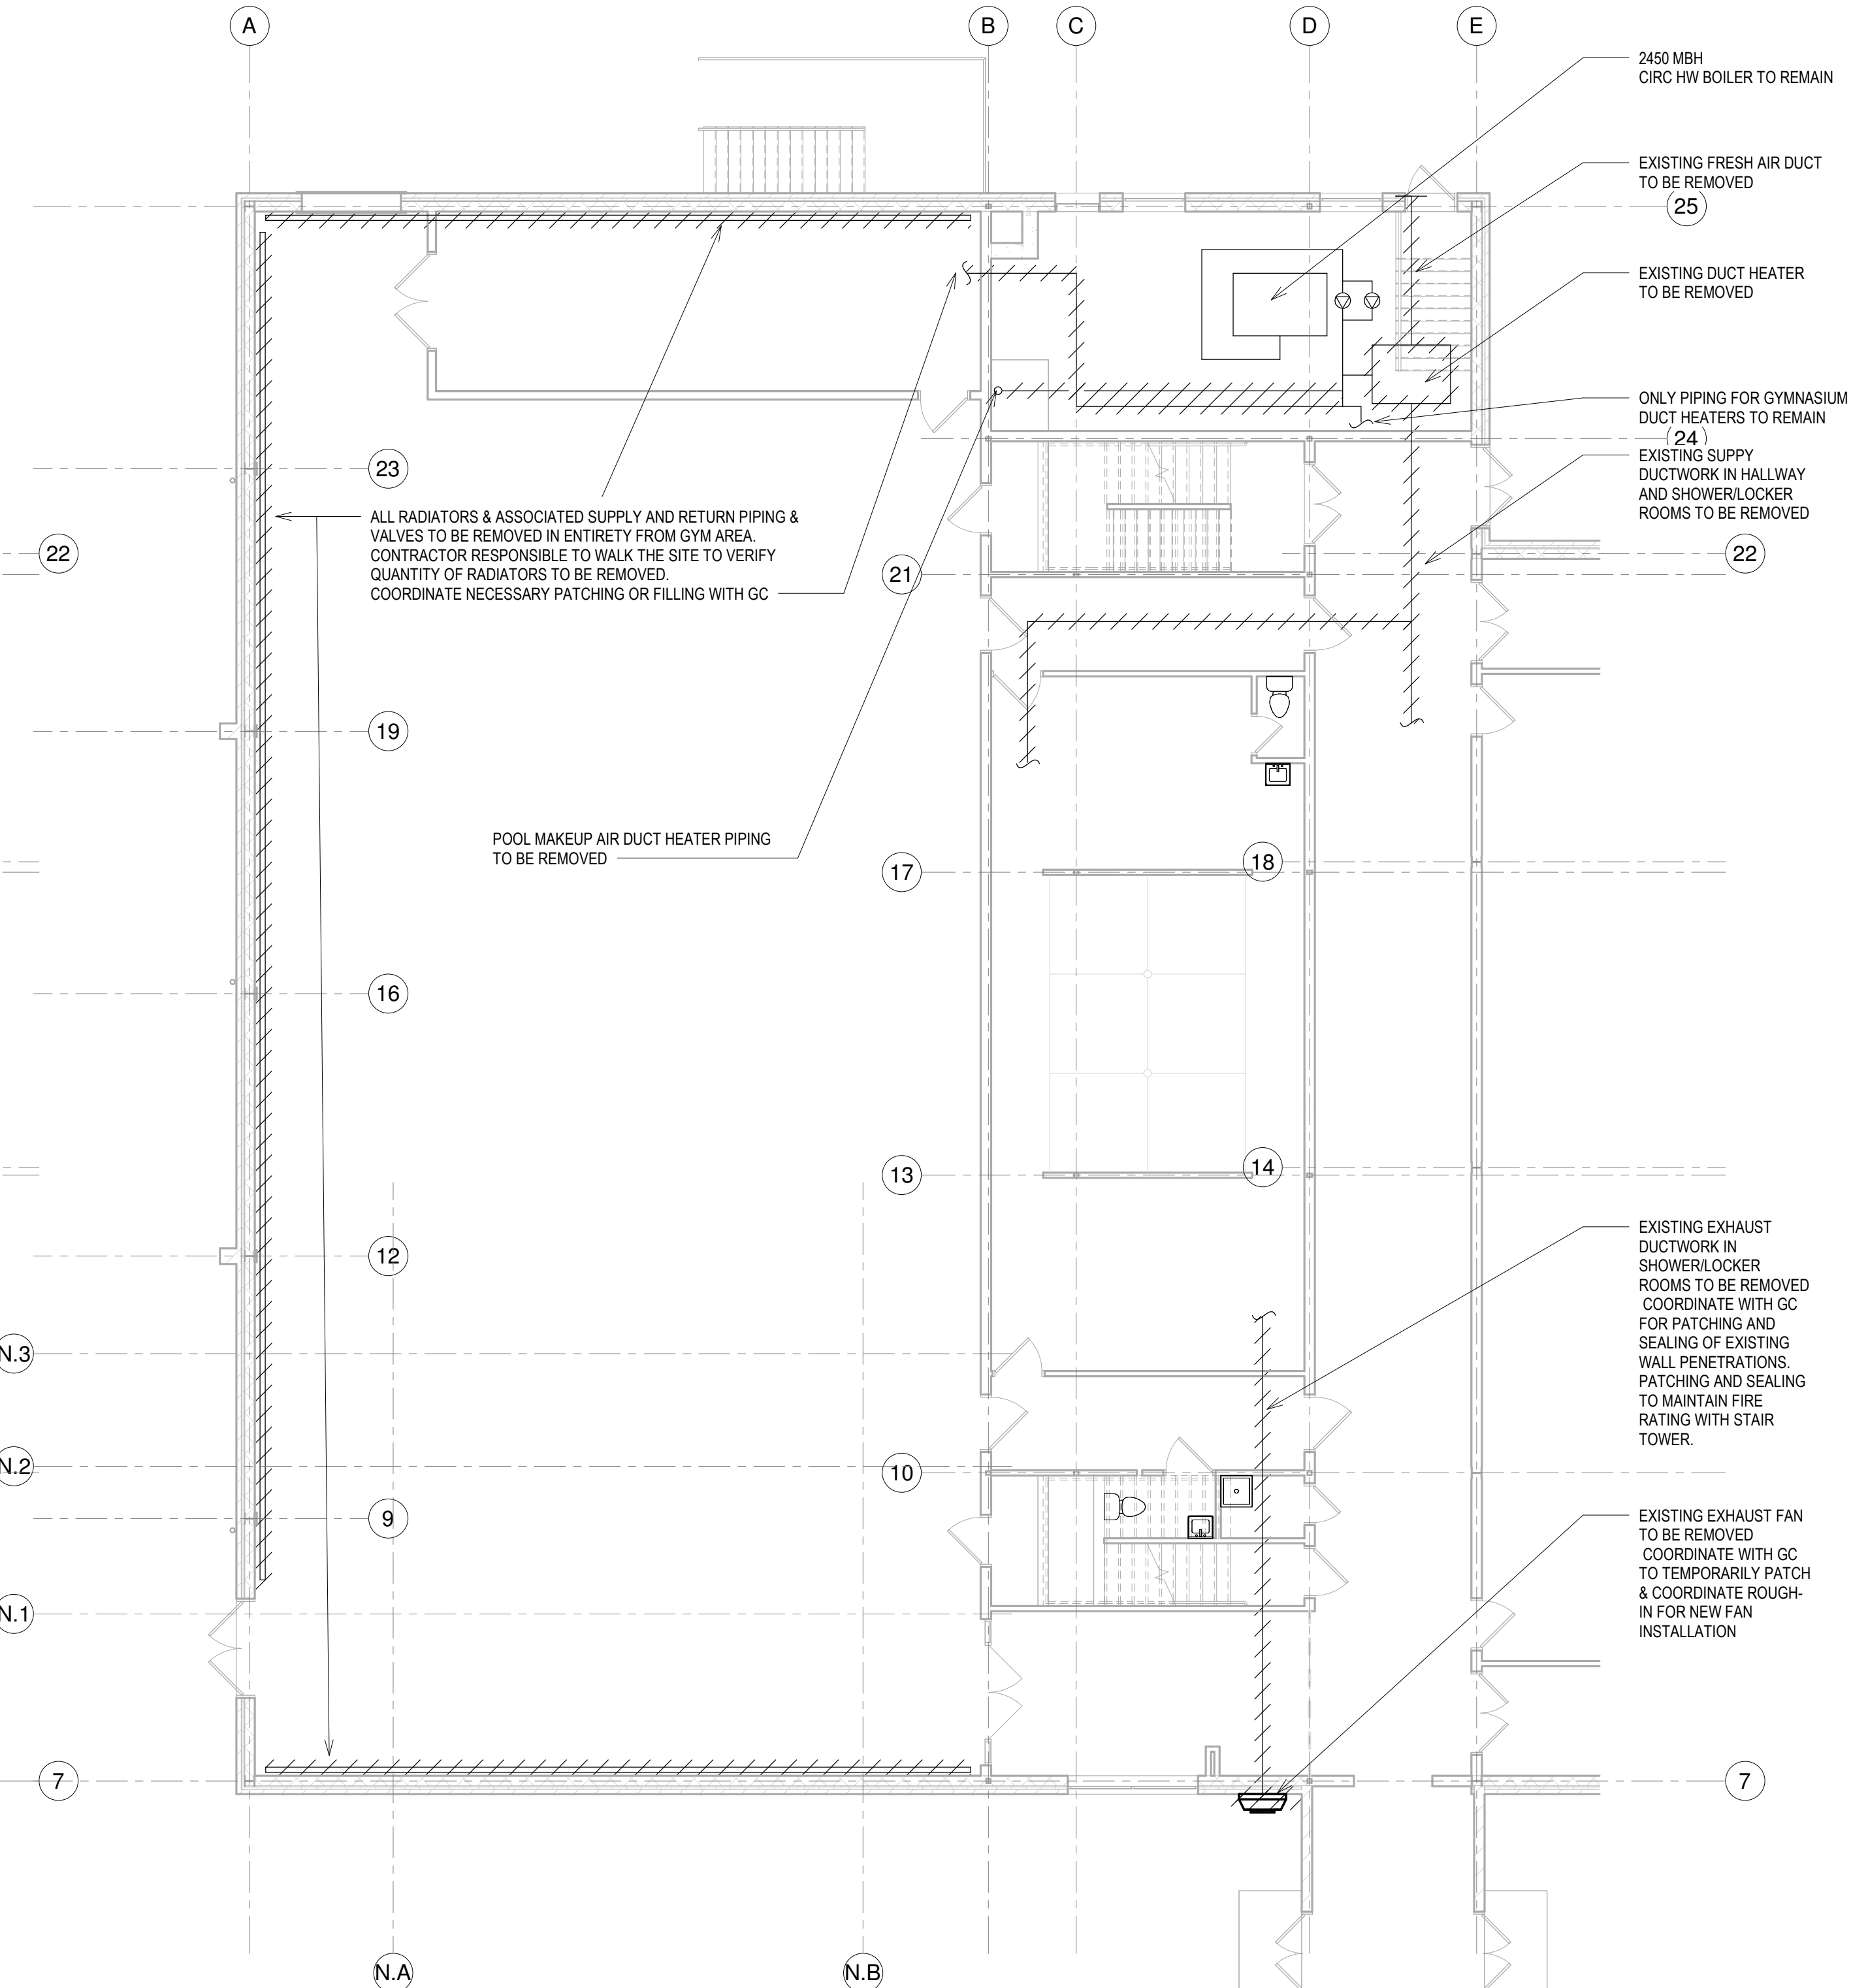 A
B
C
D
E
2450 MBH
CIRC HW BOILER TO REMAIN
EXISTING FRESH AIR DUCT
TO BE REMOVED
25
EXISTING DUCT HEATER
TO BE REMOVED
ONLY PIPING FOR GYMNASIUM
DUCT HEATERS TO REMAIN
24
EXISTING SUPPY
DUCTWORK IN HALLWAY
AND SHOWER/LOCKER
ROOMS TO BE REMOVED
23
ALL RADIATORS & ASSOCIATED SUPPLY AND RETURN PIPING &
VALVES TO BE REMOVED IN ENTIRETY FROM GYM AREA.
CONTRACTOR RESPONSIBLE TO WALK THE SITE TO VERIFY
QUANTITY OF RADIATORS TO BE REMOVED.
COORDINATE NECESSARY PATCHING OR FILLING WITH GC
22
22
21
19
POOL MAKEUP AIR DUCT HEATER PIPING
TO BE REMOVED
18
17
16
14
13
12
EXISTING EXHAUST
DUCTWORK IN
SHOWER/LOCKER
ROOMS TO BE REMOVED
COORDINATE WITH GC
FOR PATCHING AND
SEALING OF EXISTING
WALL PENETRATIONS.
PATCHING AND SEALING
TO MAINTAIN FIRE
RATING WITH STAIR
TOWER.
N.3
N.2
10
9
EXISTING EXHAUST FAN
TO BE REMOVED
COORDINATE WITH GC
TO TEMPORARILY PATCH
& COORDINATE ROUGH-
IN FOR NEW FAN
INSTALLATION
N.1
7
7
N.A
N.B